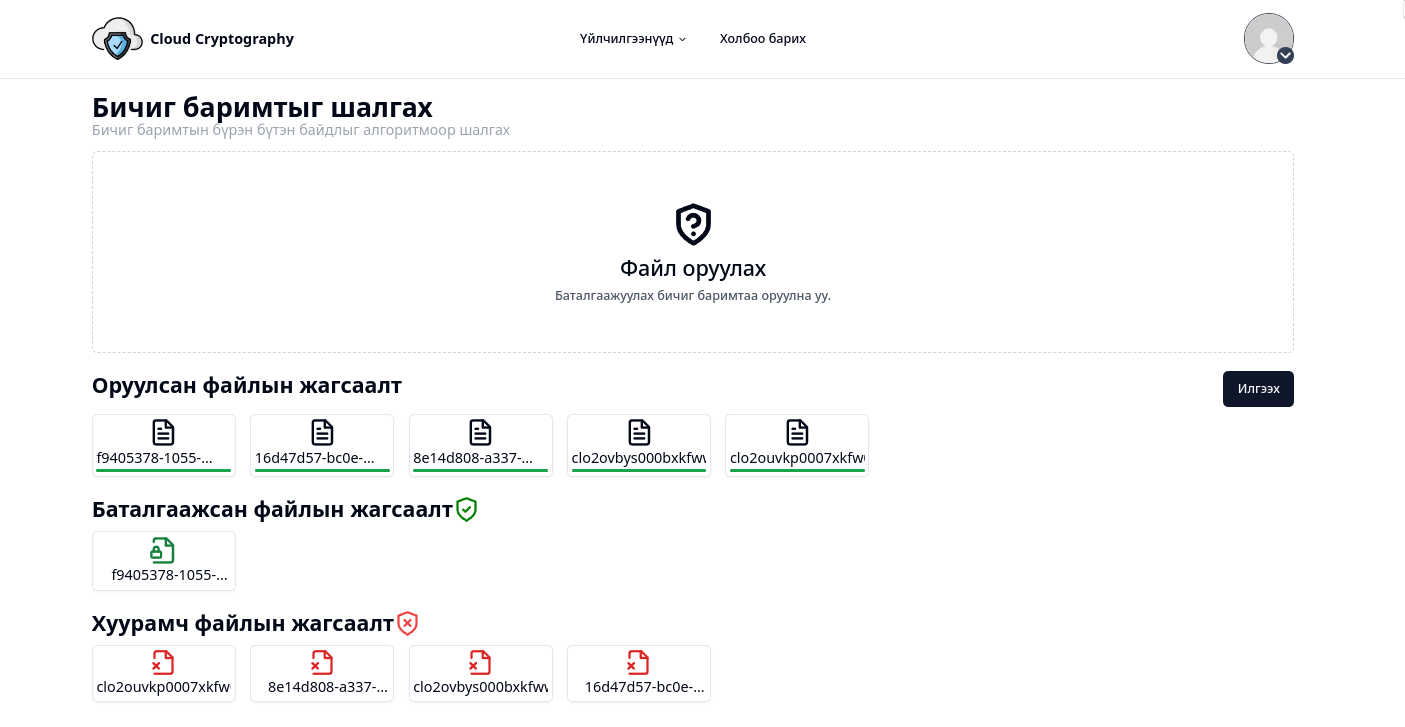 Cloud Cryptography
Үйлчилгээнүүд
Холбоо барих
Бичиг баримтыг шалгах
Бичиг баримтын бүрэн бүтэн байдлыг алгоритмоор шалгах
Файл оруулах
Баталгаажуулах бичиг баримтаа оруулна уу.
Оруулсан файлын жагсаалт
Илгээх
f9405378-1055-...
16d47d57-bc0e-...
8e14d808-a337-...
clo2ovbys000bxkfw
clo2ouvkp0007xkfw
Баталгаажсан файлын жагсаалт
f9405378-1055-...
Хуурамч файлын жагсаалт
clo2ouvkp0007xkfw
8e14d808-a337-...
clo2ovbys000bxkfw
16d47d57-bc0e-...